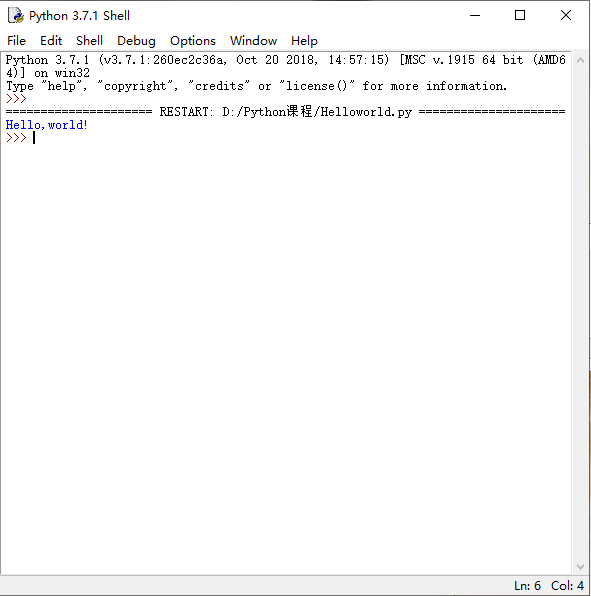 Python 3.7.1 Shell
File Edit Shell Debug Options Window Help
Python 3.7.1 (v3.7.1:260ec2c36a, Oct 20 2018, 14:57:15) [MSC v.1915 64 bit (AMD6
4)] on win32
Type "help", "copyright", "credits" or "license()" for more information.
>>>
===================== RESTART: D:/Python课程/Helloworld.py =====================
Hello,world!
>>>
Ln: 6 Col: 4